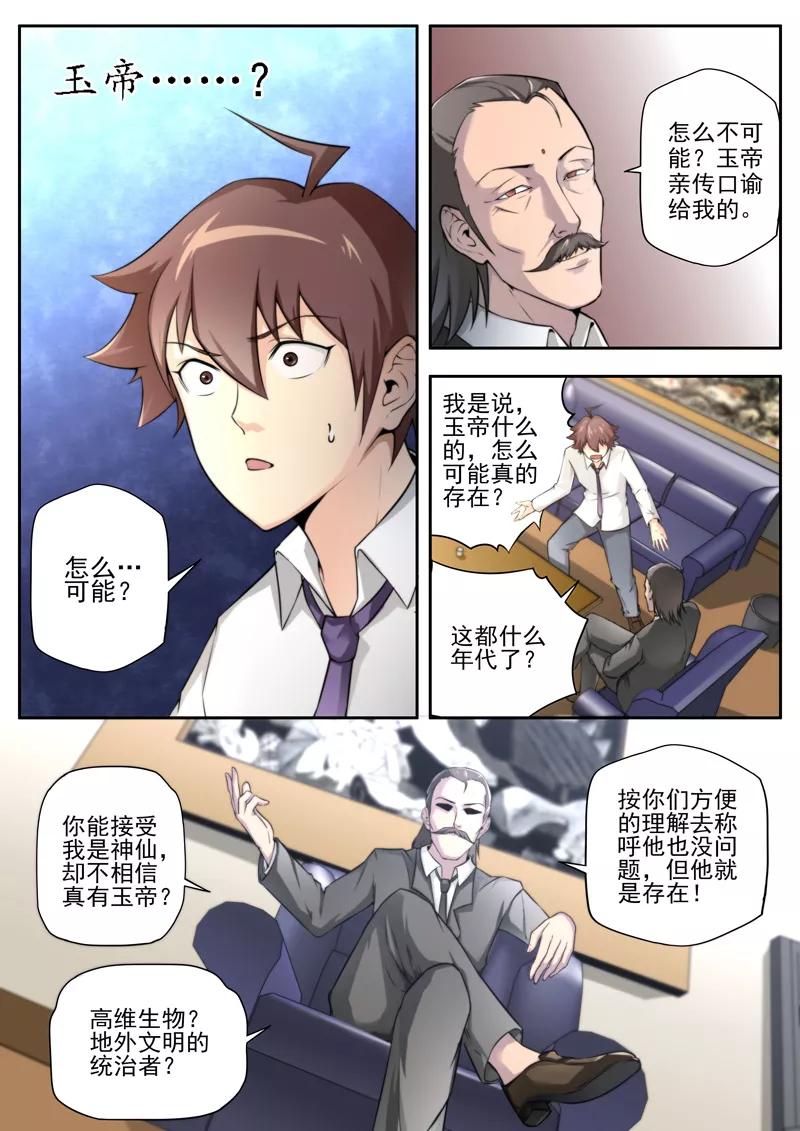 玉帝……？
怎么…
可能？
怎么不可
能？玉帝
亲传口谕
给我的。
我是说，
玉帝什么
的，怎么
可能真的
存在？
这都什么
年代了？
你能接受
我是神仙，
却不相信
真有玉帝？
按你们方便
的理解去称
呼他也没问
题，但他就
是存在！
高维生物？
地外文明的
统治者？